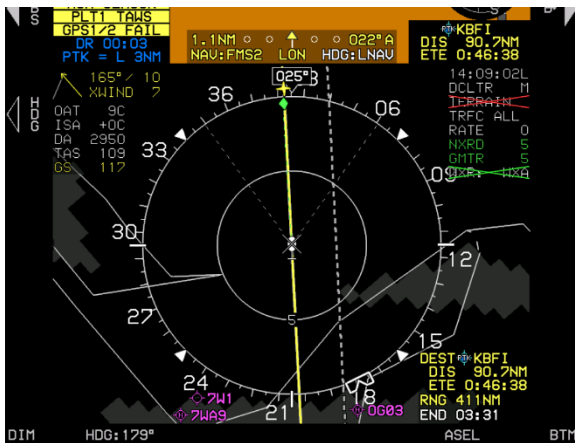 PLT1 TAWS
GPS1/2 FAIL
DR 00:03
PTK = L 3NM
1.1NM
022°A
NAV:FMS2
LON
HDG:LNAV
KBFI
DIS 90.7NM
ETE 0:46:38
165°/ 10
XWIND 7
OAT 9C
ISA +0C
DA 2950
TAS 109
GS 117
HDG
025°
14:09:02L
DCLTR M
TERRAIN
TRFC ALL
RATE 0
NXRD 5
GMTR 5
WXA
36
06
33
09
30
12
27
15
24
21
18
5
7W1
7WA9
0G03
DEST KBFI
DIS 90.7NM
ETE 0:46:38
RNG 411NM
END 03:31
DIM
HDG:179°
ASEL
BTM